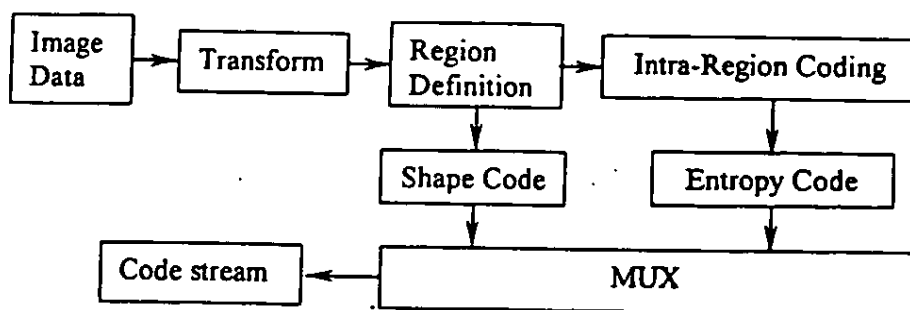 Image
Data
Transform
Region
Definition
Intra-Region Coding
Shape Code
Entropy Code
Code stream
MUX